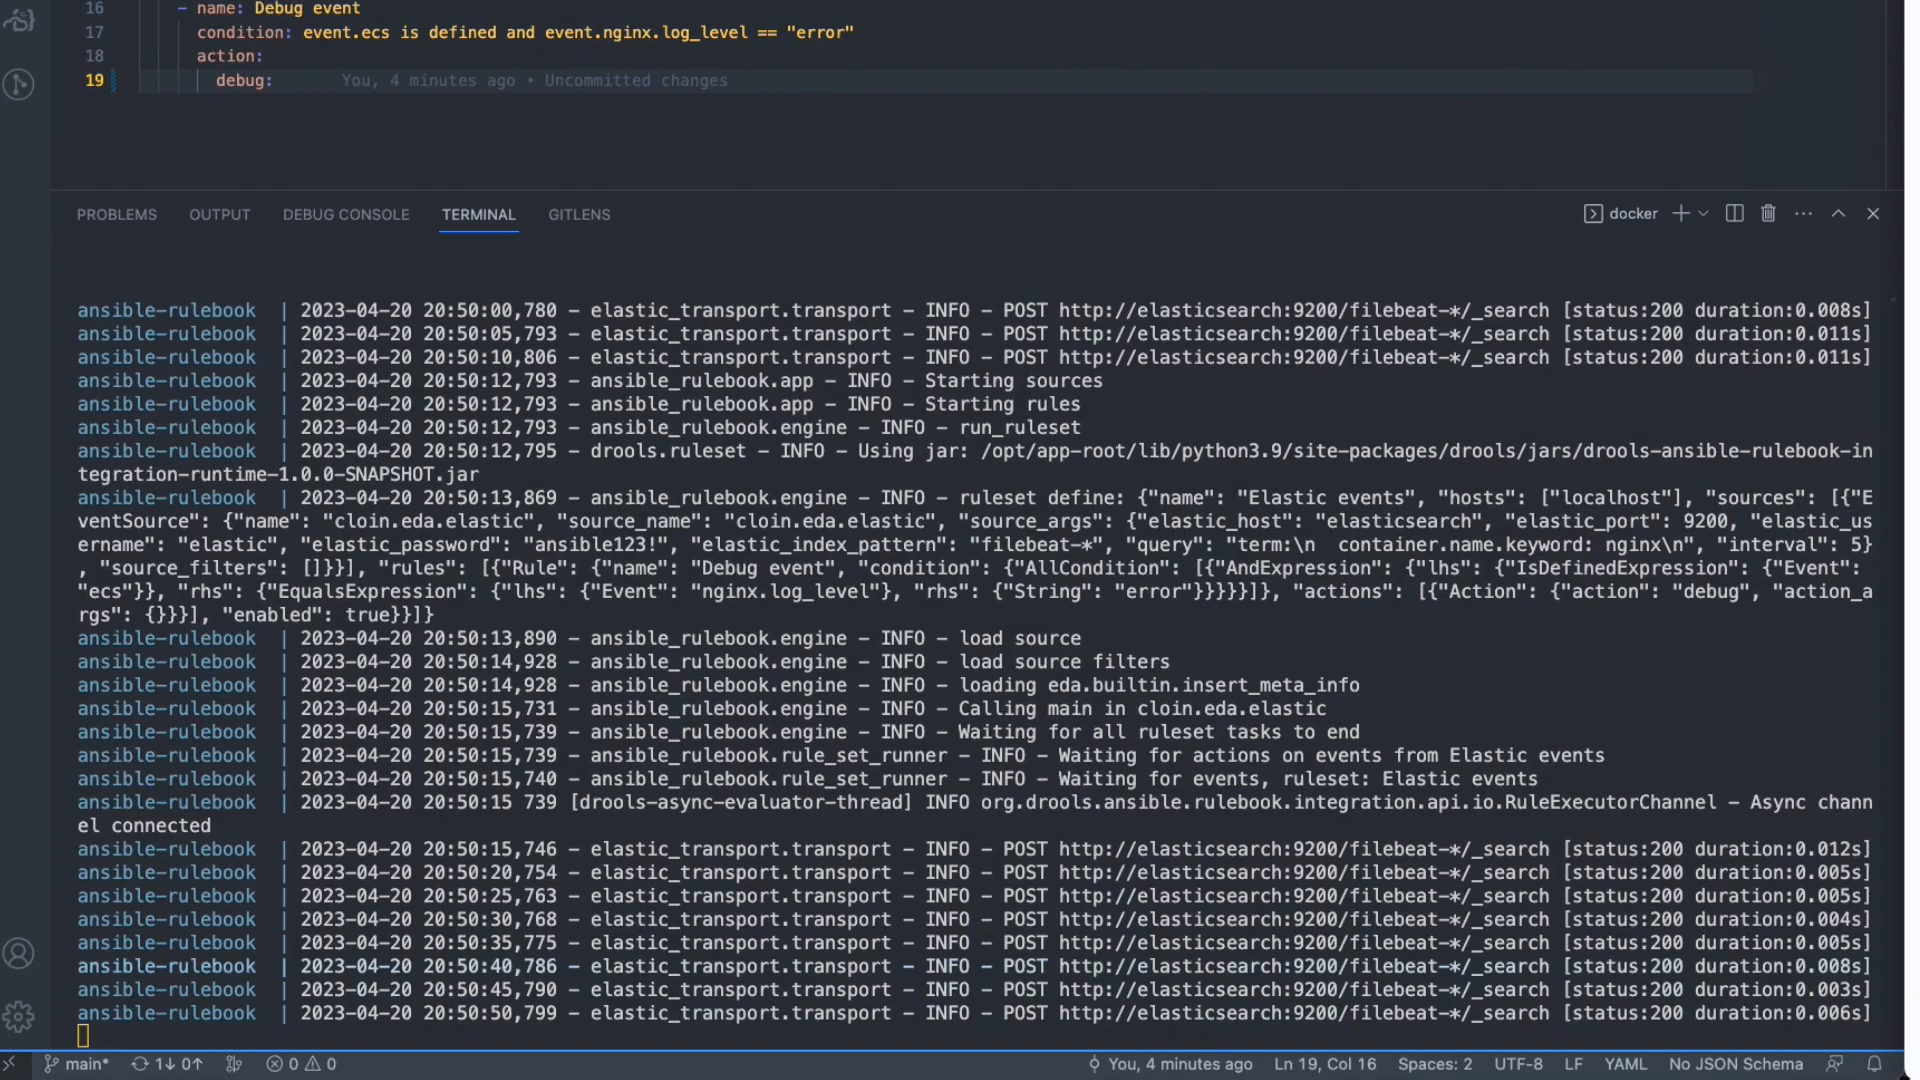 16 - name: Debug event
17 condition: event.ecs is defined and event.nginx.log_level == "error"
18 action:
19 debug: You, 4 minutes ago • Uncommitted changes
PROBLEMS OUTPUT DEBUG CONSOLE TERMINAL GITLENS docker
ansible-rulebook | 2023-04-20 20:50:00,780 - elastic_transport.transport - INFO - POST http://elasticsearch:9200/filebeat-*/_search [status:200 duration:0.008s]
ansible-rulebook | 2023-04-20 20:50:05,793 - elastic_transport.transport - INFO - POST http://elasticsearch:9200/filebeat-*/_search [status:200 duration:0.011s]
ansible-rulebook | 2023-04-20 20:50:10,806 - elastic_transport.transport - INFO - POST http://elasticsearch:9200/filebeat-*/_search [status:200 duration:0.011s]
ansible-rulebook | 2023-04-20 20:50:12,793 - ansible_rulebook.app - INFO - Starting sources
ansible-rulebook | 2023-04-20 20:50:12,793 - ansible_rulebook.app - INFO - Starting rules
ansible-rulebook | 2023-04-20 20:50:12,793 - ansible_rulebook.engine - INFO - run_ruleset
ansible-rulebook | 2023-04-20 20:50:12,795 - drools.ruleset - INFO - Using jar: /opt/app-root/lib/python3.9/site-packages/drools/jars/drools-ansible-rulebook-in
tegration-runtime-1.0.0-SNAPSHOT.jar
ansible-rulebook | 2023-04-20 20:50:13,869 - ansible_rulebook.engine - INFO - ruleset define: {"name": "Elastic events", "hosts": ["localhost"], "sources": [{"E
ventSource": {"name": "cloin.eda.elastic", "source_name": "cloin.eda.elastic", "source_args": {"elastic_host": "elasticsearch", "elastic_port": 9200, "elastic_us
ername": "elastic", "elastic_password": "ansible123!", "elastic_index_pattern": "filebeat-*", "query": "term:\n  container.name.keyword: nginx\n", "interval": 5}
, "source_filters": []}}], "rules": [{"Rule": {"name": "Debug event", "condition": {"AllCondition": [{"AndExpression": {"lhs": {"IsDefinedExpression": {"Event":
"ecs"}}, "rhs": {"EqualsExpression": {"lhs": {"Event": "nginx.log_level"}, "rhs": {"String": "error"}}}}}]}, "actions": [{"Action": {"action": "debug", "action_a
rgs": {}}}], "enabled": true}}]}
ansible-rulebook | 2023-04-20 20:50:13,890 - ansible_rulebook.engine - INFO - load source
ansible-rulebook | 2023-04-20 20:50:14,928 - ansible_rulebook.engine - INFO - load source filters
ansible-rulebook | 2023-04-20 20:50:14,928 - ansible_rulebook.engine - INFO - loading eda.builtin.insert_meta_info
ansible-rulebook | 2023-04-20 20:50:15,731 - ansible_rulebook.engine - INFO - Calling main in cloin.eda.elastic
ansible-rulebook | 2023-04-20 20:50:15,739 - ansible_rulebook.engine - INFO - Waiting for all ruleset tasks to end
ansible-rulebook | 2023-04-20 20:50:15,739 - ansible_rulebook.rule_set_runner - INFO - Waiting for actions on events from Elastic events
ansible-rulebook | 2023-04-20 20:50:15,740 - ansible_rulebook.rule_set_runner - INFO - Waiting for events, ruleset: Elastic events
ansible-rulebook | 2023-04-20 20:50:15 739 [drools-async-evaluator-thread] INFO org.drools.ansible.rulebook.integration.api.io.RuleExecutorChannel - Async chann
el connected
ansible-rulebook | 2023-04-20 20:50:15,746 - elastic_transport.transport - INFO - POST http://elasticsearch:9200/filebeat-*/_search [status:200 duration:0.012s]
ansible-rulebook | 2023-04-20 20:50:20,754 - elastic_transport.transport - INFO - POST http://elasticsearch:9200/filebeat-*/_search [status:200 duration:0.005s]
ansible-rulebook | 2023-04-20 20:50:25,763 - elastic_transport.transport - INFO - POST http://elasticsearch:9200/filebeat-*/_search [status:200 duration:0.005s]
ansible-rulebook | 2023-04-20 20:50:30,768 - elastic_transport.transport - INFO - POST http://elasticsearch:9200/filebeat-*/_search [status:200 duration:0.004s]
ansible-rulebook | 2023-04-20 20:50:35,775 - elastic_transport.transport - INFO - POST http://elasticsearch:9200/filebeat-*/_search [status:200 duration:0.005s]
ansible-rulebook | 2023-04-20 20:50:40,786 - elastic_transport.transport - INFO - POST http://elasticsearch:9200/filebeat-*/_search [status:200 duration:0.008s]
ansible-rulebook | 2023-04-20 20:50:45,790 - elastic_transport.transport - INFO - POST http://elasticsearch:9200/filebeat-*/_search [status:200 duration:0.003s]
ansible-rulebook | 2023-04-20 20:50:50,799 - elastic_transport.transport - INFO - POST http://elasticsearch:9200/filebeat-*/_search [status:200 duration:0.006s]
main* 1↓ 0↑ 0 0 You, 4 minutes ago Ln 19, Col 16 Spaces: 2 UTF-8 LF YAML No JSON Schema